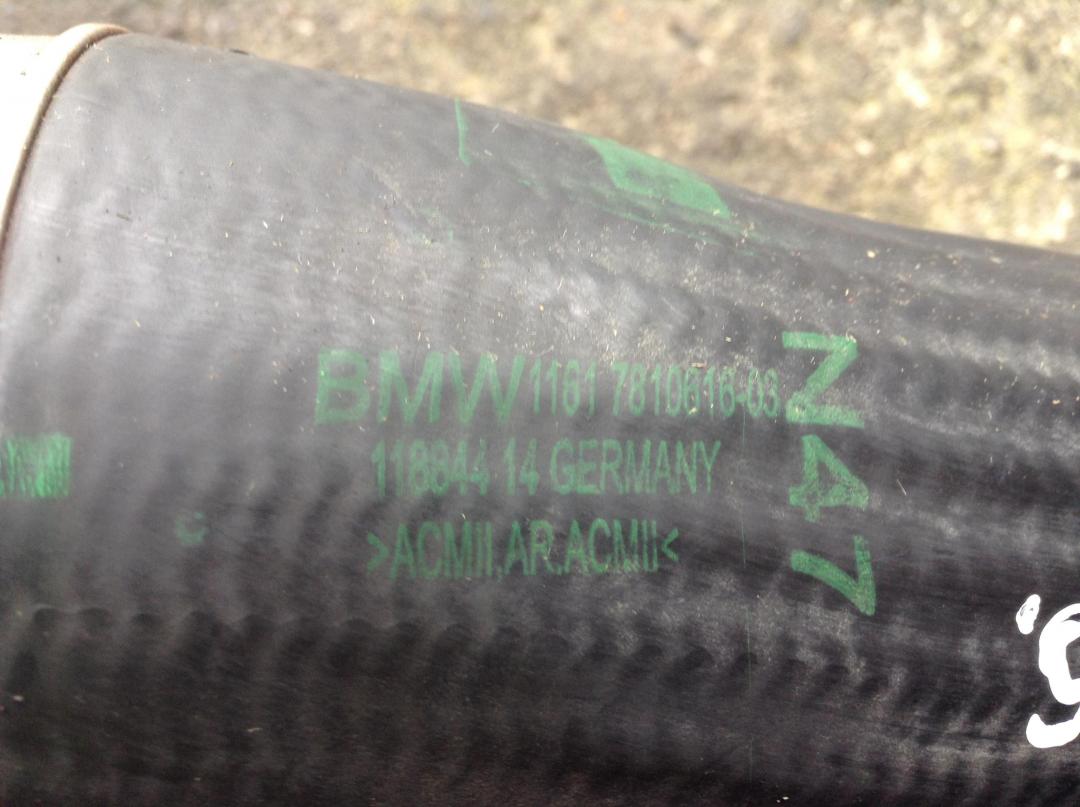 BMW 1161 7810616-03
118844 14 GERMANY
>ACMII,AR.ACMII<
N47